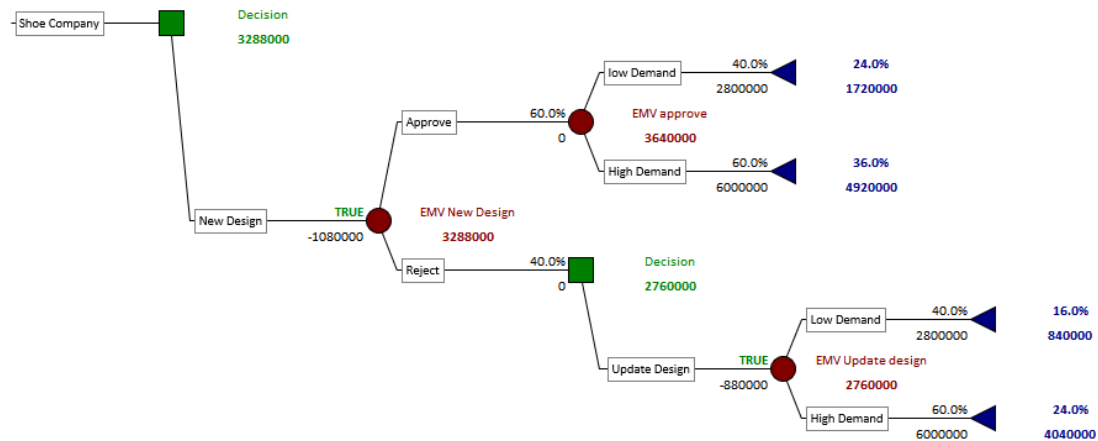 Shoe Company
Decision
3288000
low Demand
40.0%
2800000
24.0%
1720000
Approve
60.0%
0
EMV approve
3640000
High Demand
60.0%
6000000
36.0%
4920000
New Design
TRUE
-1080000
EMV New Design
3288000
Reject
40.0%
0
Decision
2760000
Low Demand
40.0%
2800000
16.0%
840000
Update Design
TRUE
-880000
EMV Update design
2760000
High Demand
60.0%
6000000
24.0%
4040000